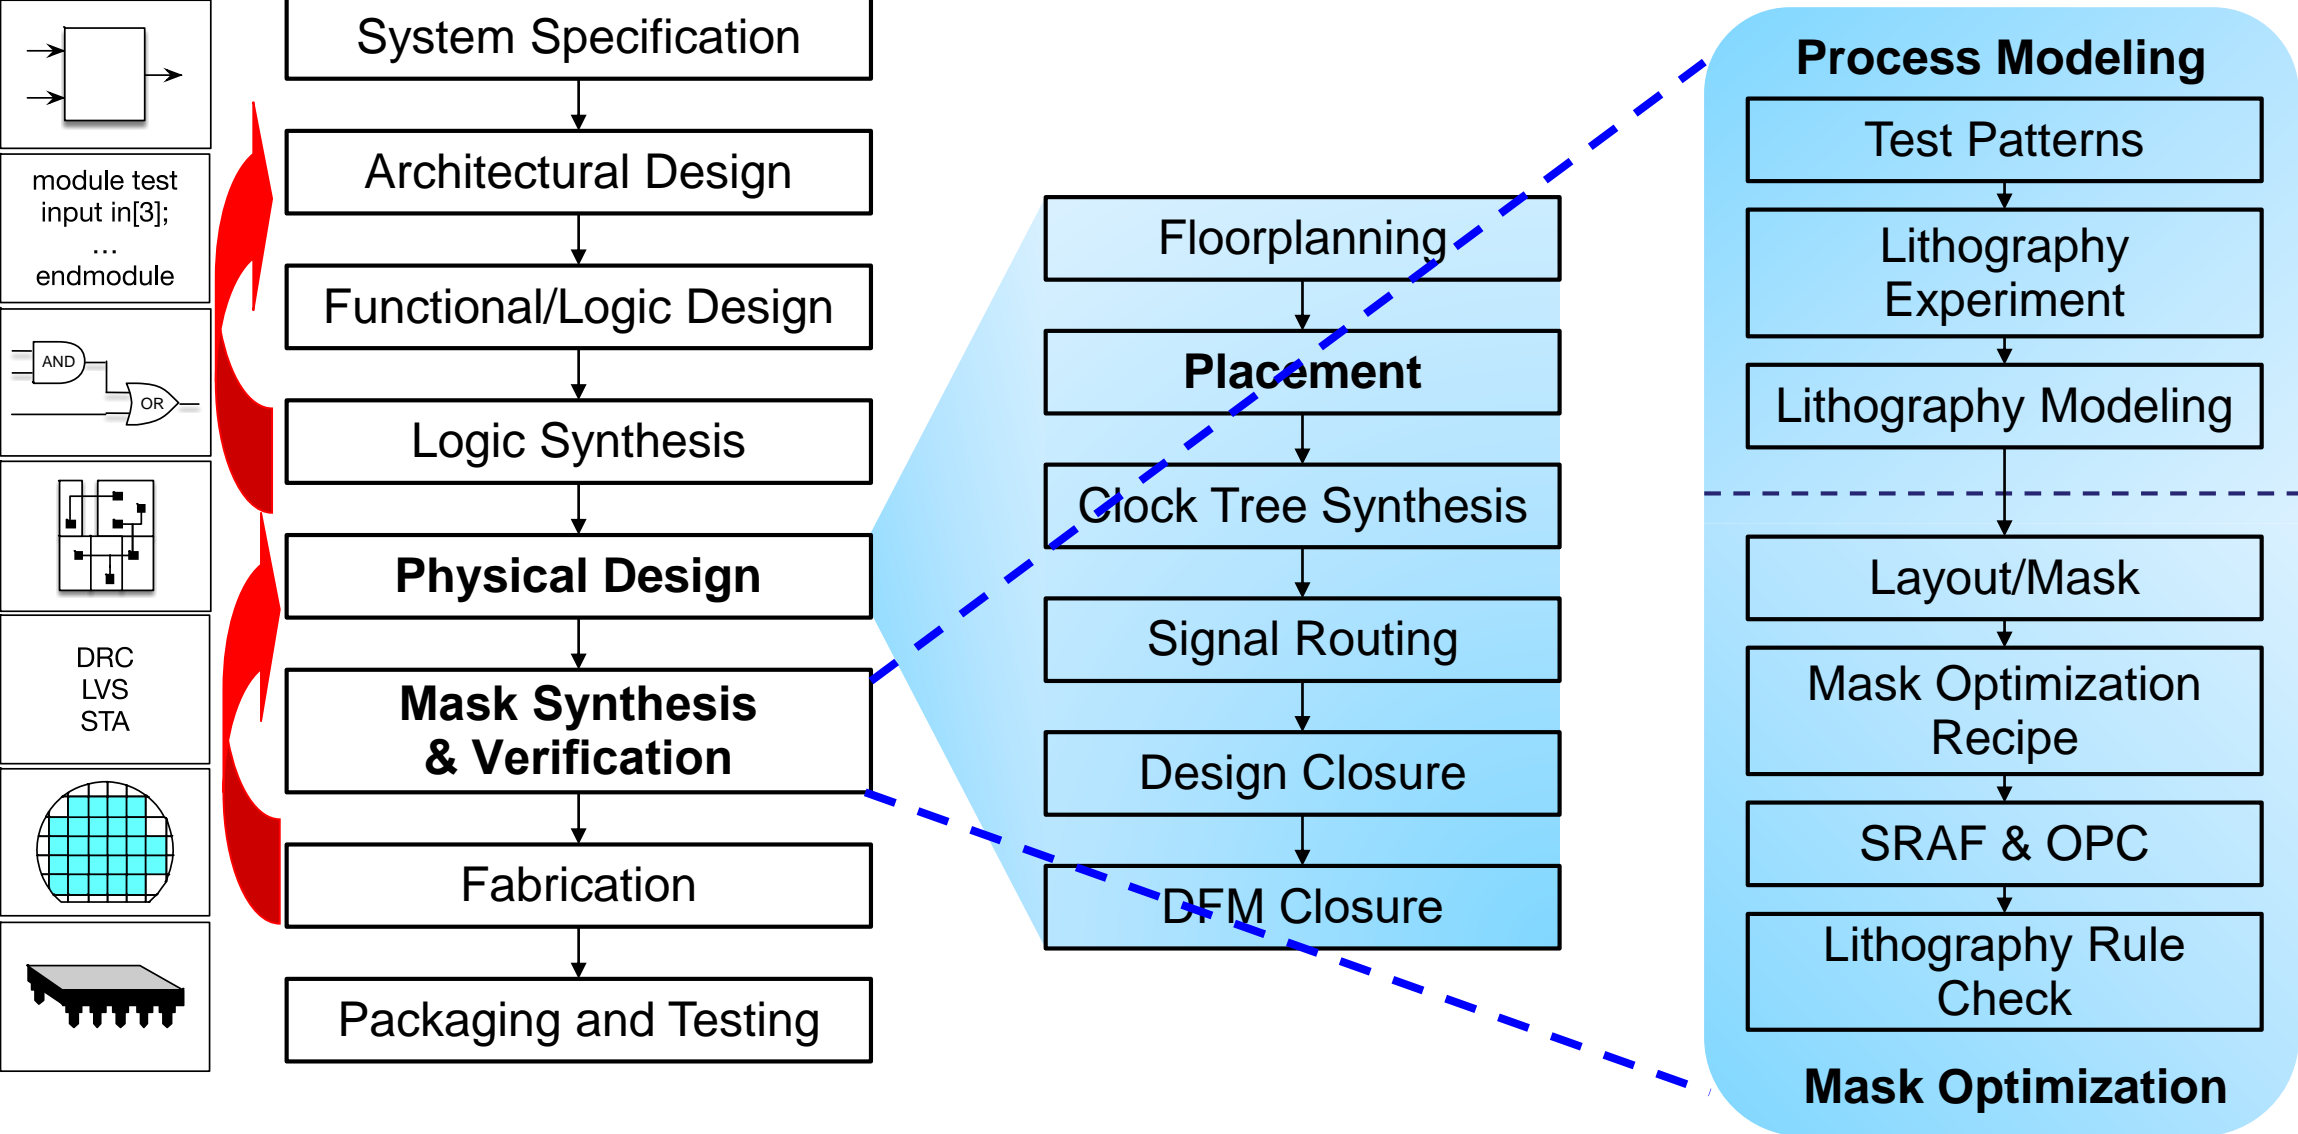 module test
input in[3];
...
endmodule
AND
OR
DRC
LVS
STA
System Specification
Architectural Design
Functional/Logic Design
Logic Synthesis
Physical Design
Mask Synthesis
& Verification
Fabrication
Packaging and Testing
Floorplanning
Placement
Clock Tree Synthesis
Signal Routing
Design Closure
DFM Closure
Process Modeling
Test Patterns
Lithography
Experiment
Lithography Modeling
Layout/Mask
Mask Optimization
Recipe
SRAF & OPC
Lithography Rule
Check
Mask Optimization